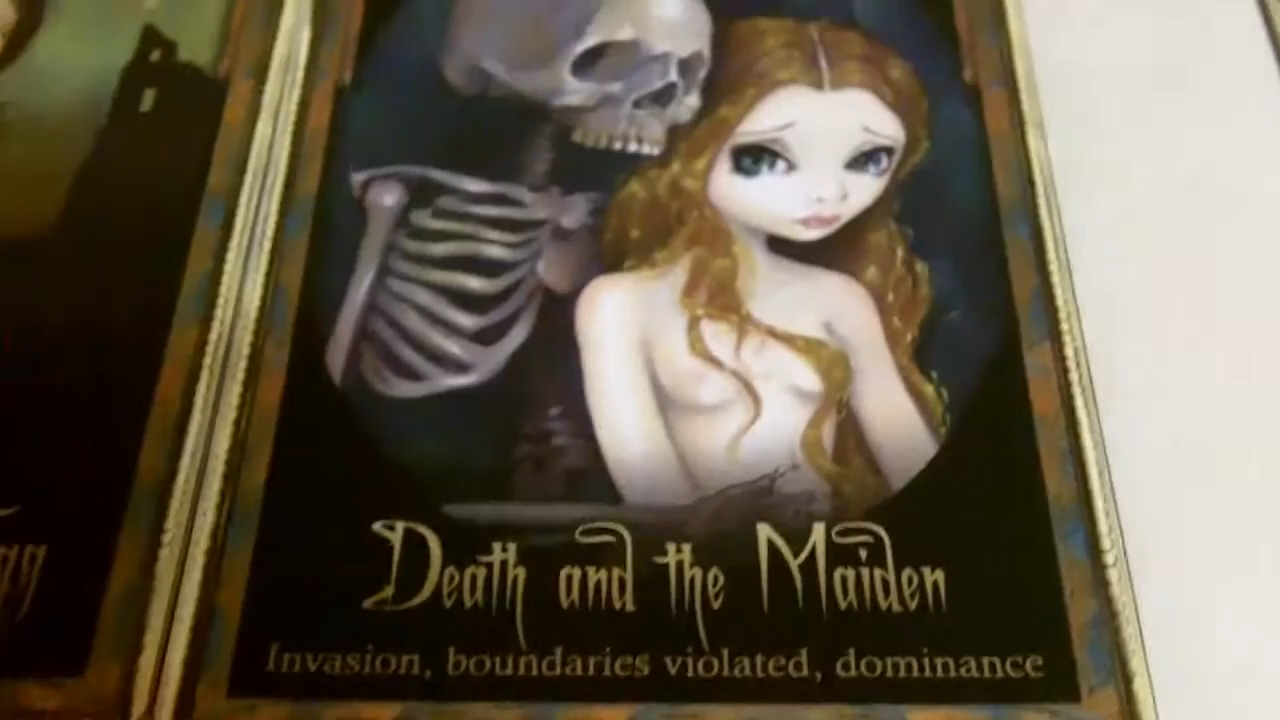 Death and the Maiden
Invasion, boundaries violated, dominance